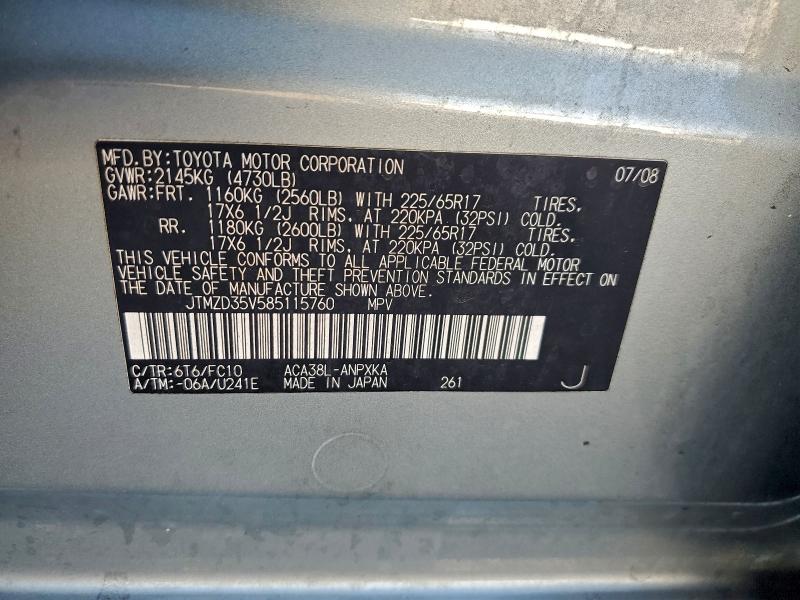 MFD. BY: TOYOTA MOTOR CORPORATION 07/08
GVWR: 2145KG (4730LB)
GAWR: FRT. 1160KG (2560LB) WITH 225/65R17 TIRES,
17X6 1/2J RIMS, AT 220KPA (32PSI) COLD.
RR. 1180KG (2600LB) WITH 225/65R17 TIRES,
17X6 1/2J RIMS, AT 220KPA (32PSI) COLD.
THIS VEHICLE CONFORMS TO ALL APPLICABLE FEDERAL MOTOR
VEHICLE SAFETY AND THEFT PREVENTION STANDARDS IN EFFECT ON
THE DATE OF MANUFACTURE SHOWN ABOVE.
JTMZD35V585115760 MPV
C/TR: 6T6/FC10 ACA38L-ANPXKA
A/TM: -06A/U241E MADE IN JAPAN 261 J